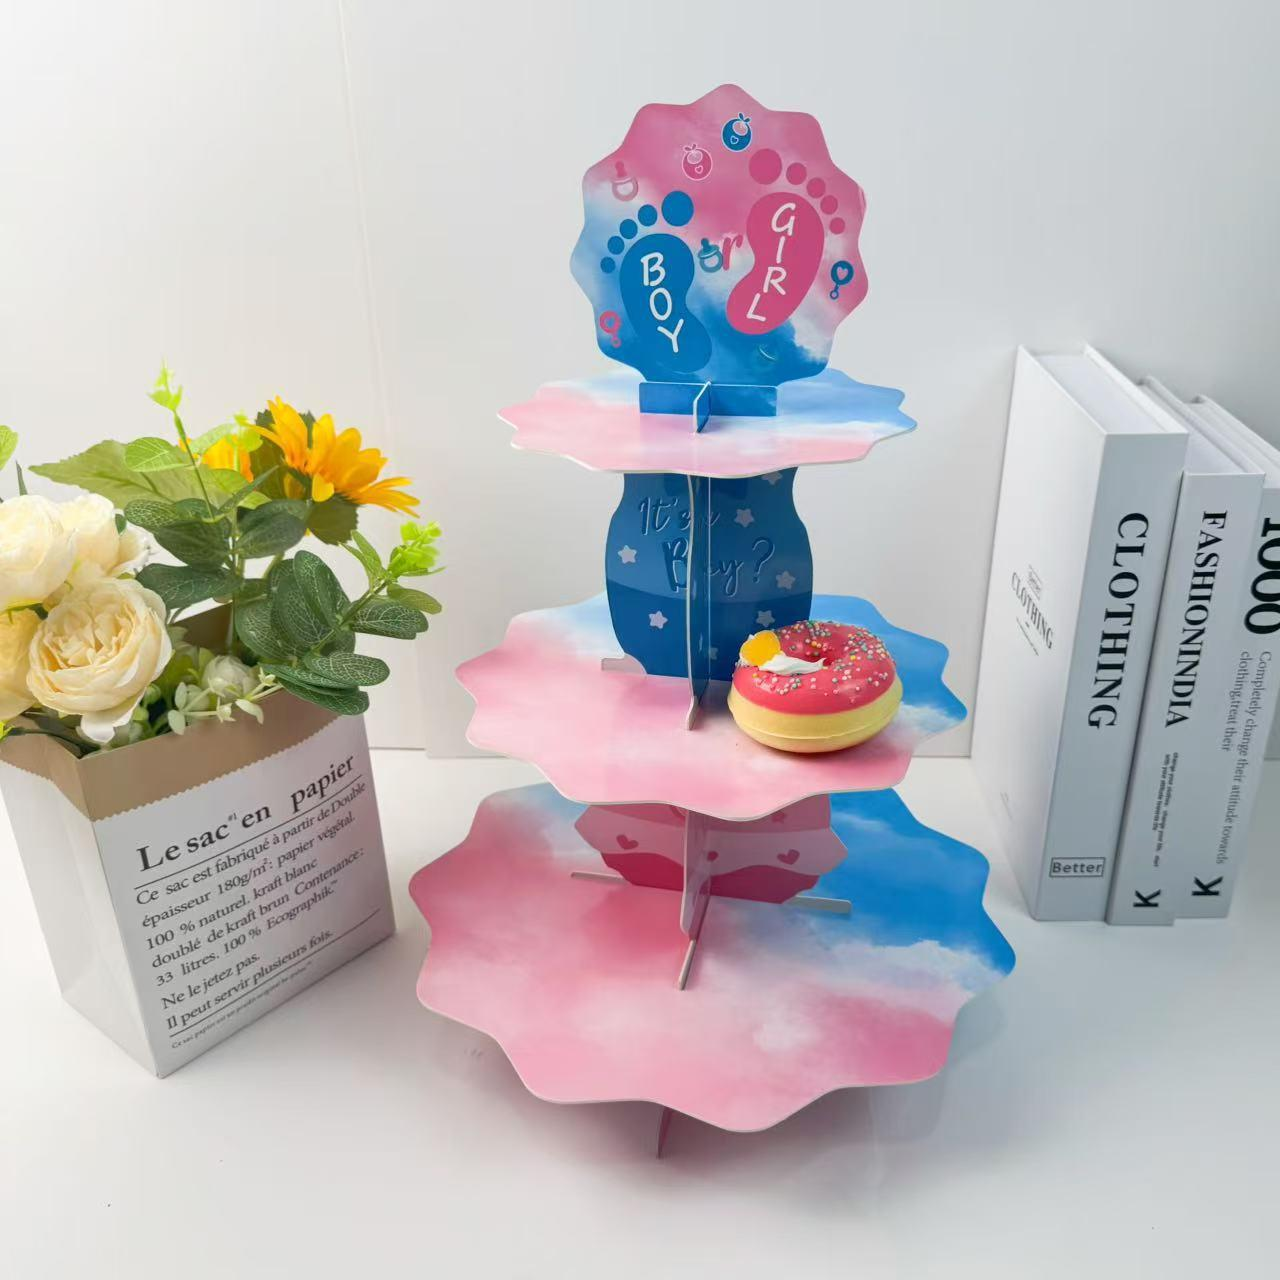 BOY
or
GIRL
It's
Boy?
Le sac*¹ en papier
Ce sac est fabriqué à partir de Double
épaisseur 180g/m²: papier végétal.
100 % naturel, kraft blanc
doublé de kraft brun Contenance:
33 litres. 100 % Ecographik.™
Ne le jetez pas.
Il peut servir plusieurs fois.
CLOTHING
CLOTHING
Better
FASHIONINDIA
K
1000
Completely change their attitude towards
clothing,treat their
K